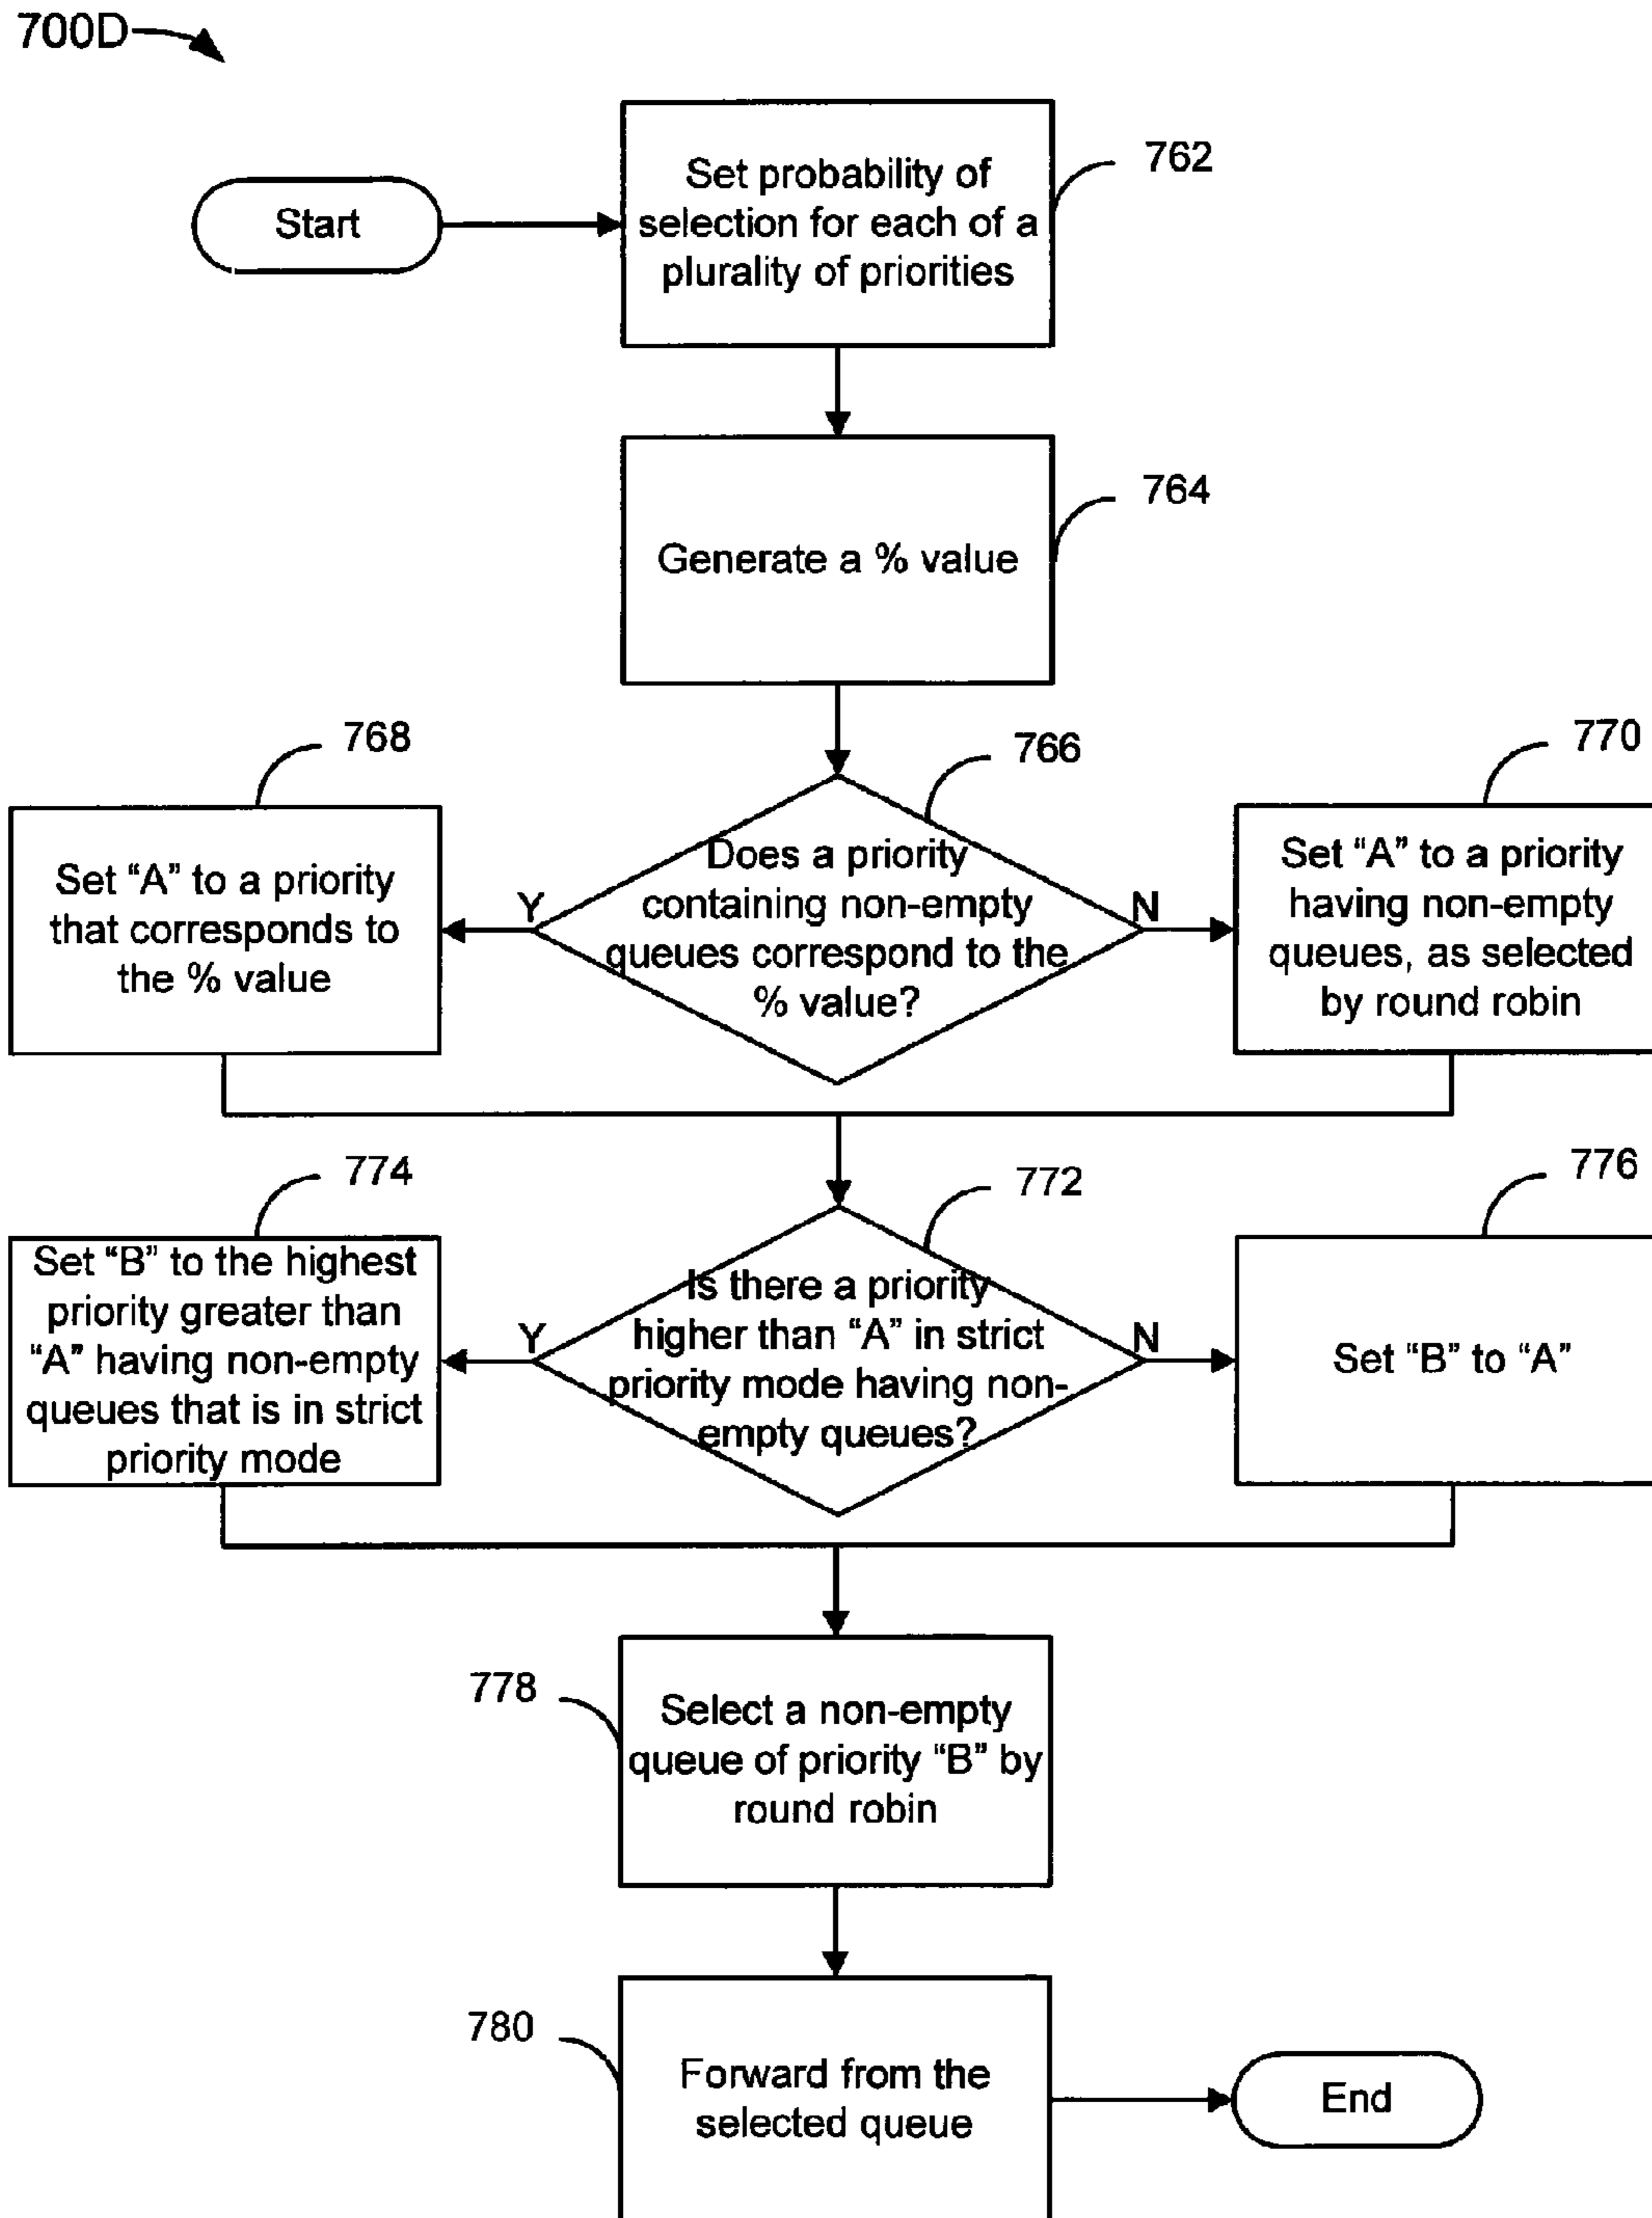 700D
Set probability of
selection for each of a
plurality of priorities
762
Start
Generate a % value
764
768
766
770
Set “A” to a priority
that corresponds to
the % value
Y
Does a priority
containing non-empty
queues correspond to the
% value?
N
Set “A” to a priority
having non-empty
queues, as selected
by round robin
774
772
776
Set “B” to the highest
priority greater than
“A” having non-empty
queues that is in strict
priority mode
Y
Is there a priority
higher than “A” in strict
priority mode having non-
empty queues?
N
Set “B” to “A”
778
Select a non-empty
queue of priority “B” by
round robin
780
Forward from the
selected queue
End